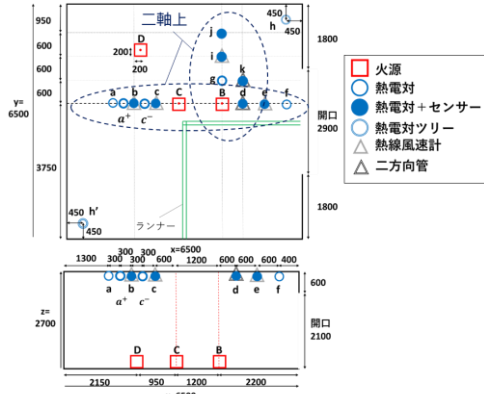 二軸上
950
600
600
600
y=
6500
3750
D
200
200
j
i
g
k
h
450
450
a
b
c
C
B
d
e
f
a⁺
c⁻
1800
開口
2900
1800
h'
450
450
ランナー
x=6500
火源
熱電対
熱電対+センサー
熱電対ツリー
熱線風速計
二方向管
300
300
1300
300
300
600
1200
600
600
400
a
b
c
d
e
f
a⁺
c⁻
z=
2700
600
開口
2100
D
C
B
2150
950
1200
2200